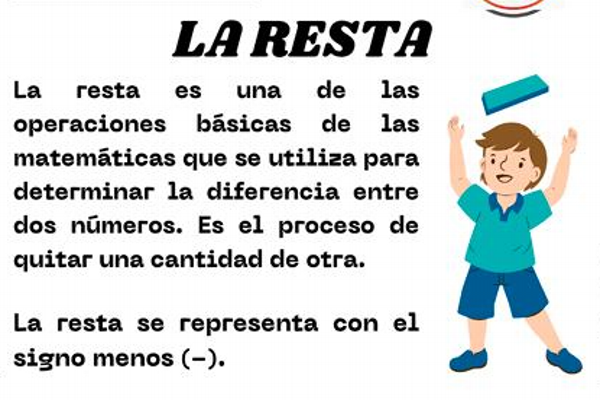 LA RESTA
La resta es una de las
operaciones básicas de las
matemáticas que se utiliza para
determinar la diferencia entre
dos números. Es el proceso de
quitar una cantidad de otra.
La resta se representa con el
signo menos (–).